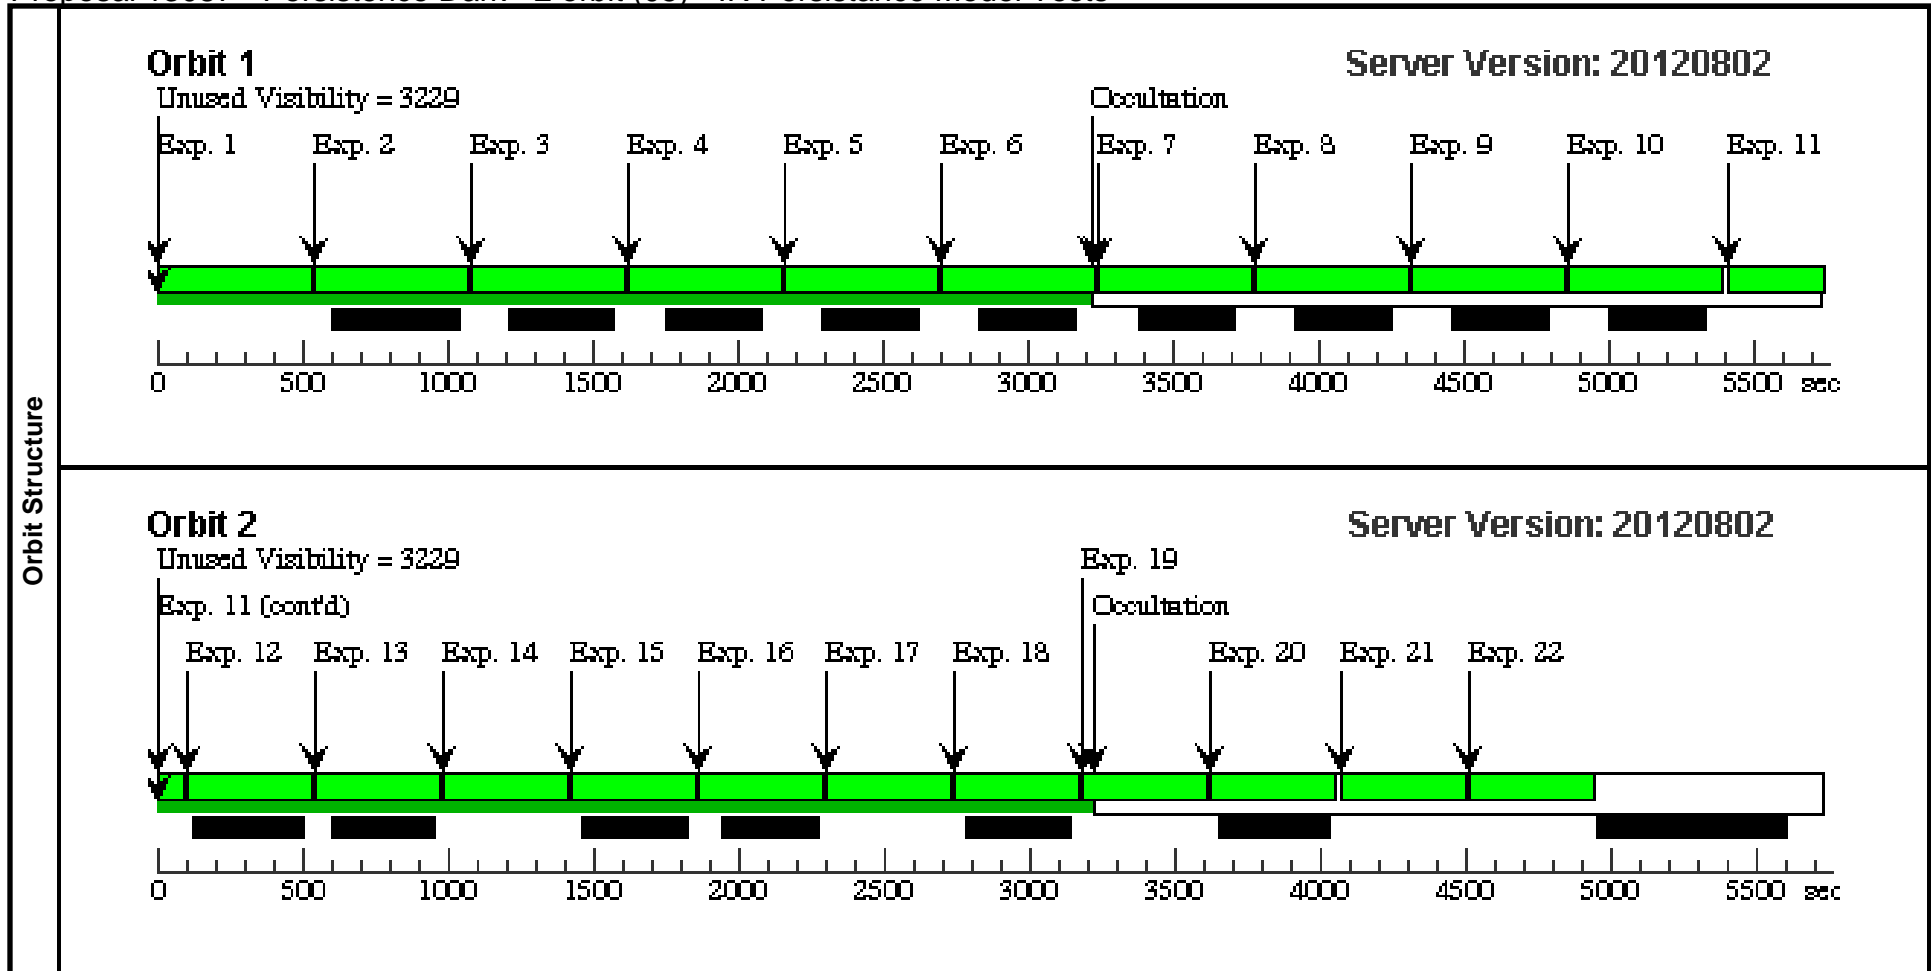 Orbit Structure
Orbit 1
Server Version: 20120802
Unused Visibility = 3229
Occultation
Exp. 1 Exp. 2 Exp. 3 Exp. 4 Exp. 5 Exp. 6 Exp. 7 Exp. 8 Exp. 9 Exp. 10 Exp. 11
0 500 1000 1500 2000 2500 3000 3500 4000 4500 5000 5500 sec
Orbit 2
Server Version: 20120802
Unused Visibility = 3229
Exp. 19
Exp. 11 (cont'd)
Occultation
Exp. 12 Exp. 13 Exp. 14 Exp. 15 Exp. 16 Exp. 17 Exp. 18 Exp. 20 Exp. 21 Exp. 22
0 500 1000 1500 2000 2500 3000 3500 4000 4500 5000 5500 sec